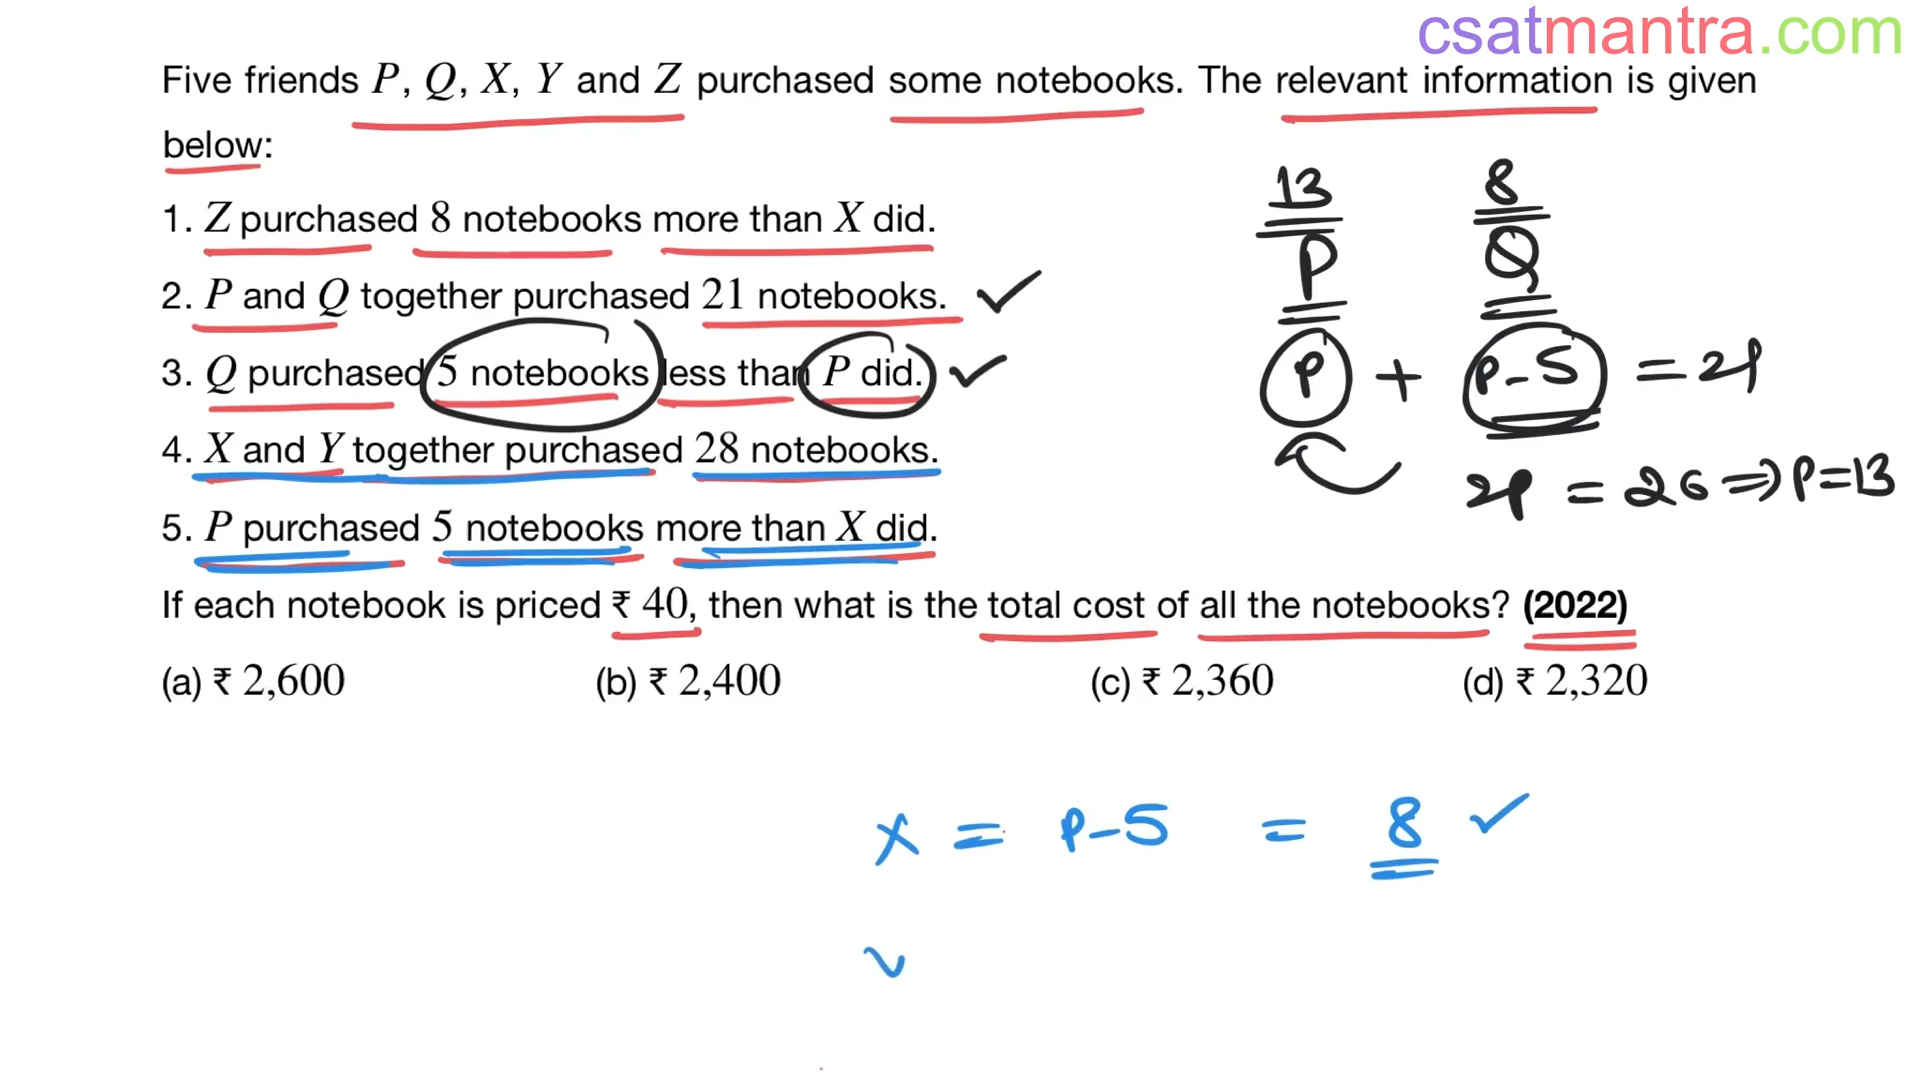 csatmantra.com
Five friends P, Q, X, Y and Z purchased some notebooks. The relevant information is given
below:
1. Z purchased 8 notebooks more than X did.
2. P and Q together purchased 21 notebooks.
3. Q purchased 5 notebooks less than P did.
4. X and Y together purchased 28 notebooks.
5. P purchased 5 notebooks more than X did.
If each notebook is priced ₹ 40, then what is the total cost of all the notebooks? (2022)
(a) ₹ 2,600 (b) ₹ 2,400 (c) ₹ 2,360 (d) ₹ 2,320
13 8
P Q
P + P-5 = 21
2P = 26 ⇒ P=13
X = P-5 = 8 ✓